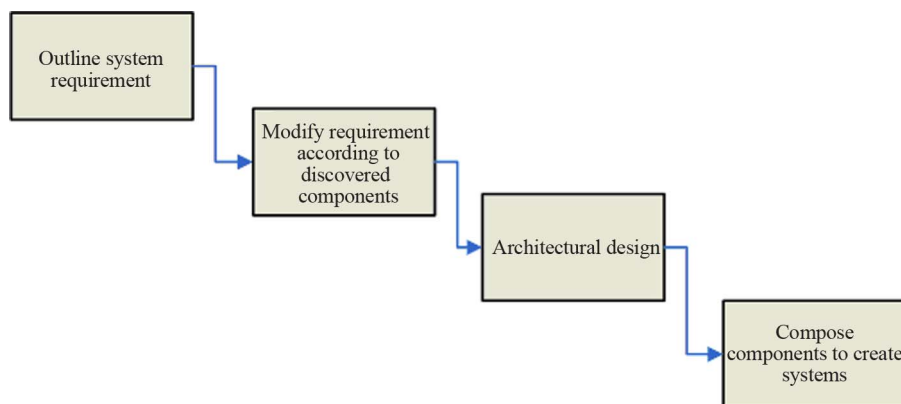 Outline system
requirement
Modify requirement
according to
discovered
components
Architectural design
Compose
components to create
systems